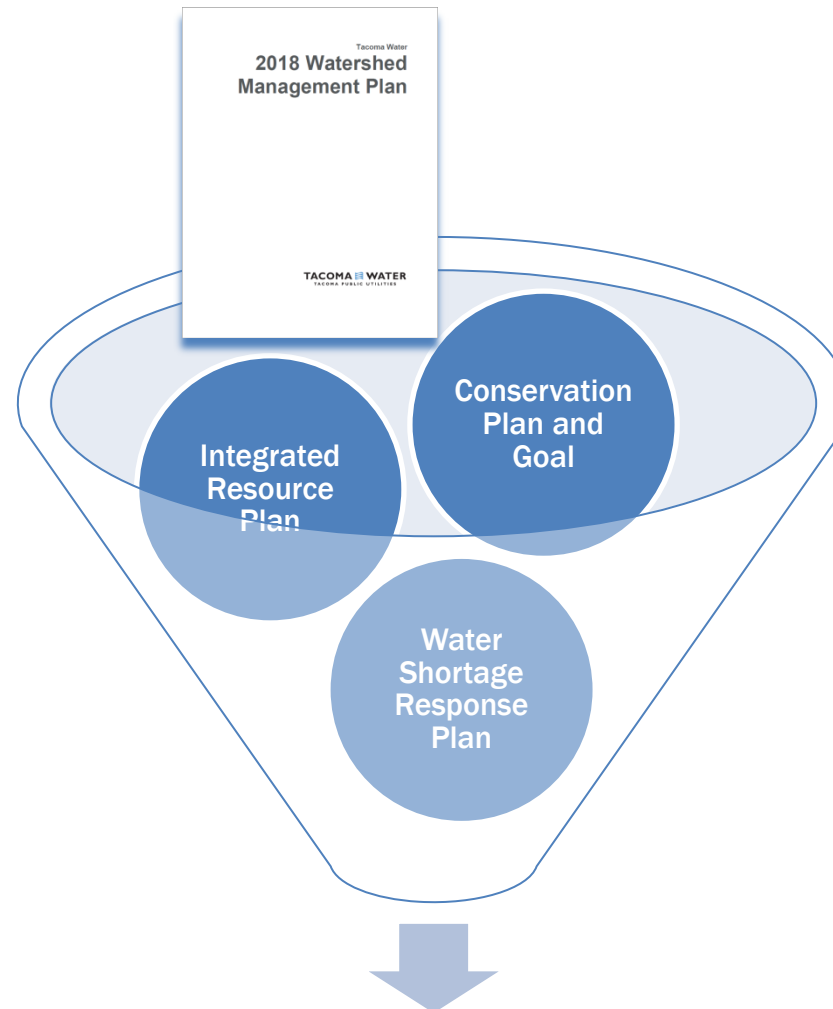 Tacoma Water
2018 Watershed
Management Plan
TACOMA WATER
TACOMA PUBLIC UTILITIES
Conservation
Plan and
Goal
Integrated
Resource
Plan
Water
Shortage
Response
Plan